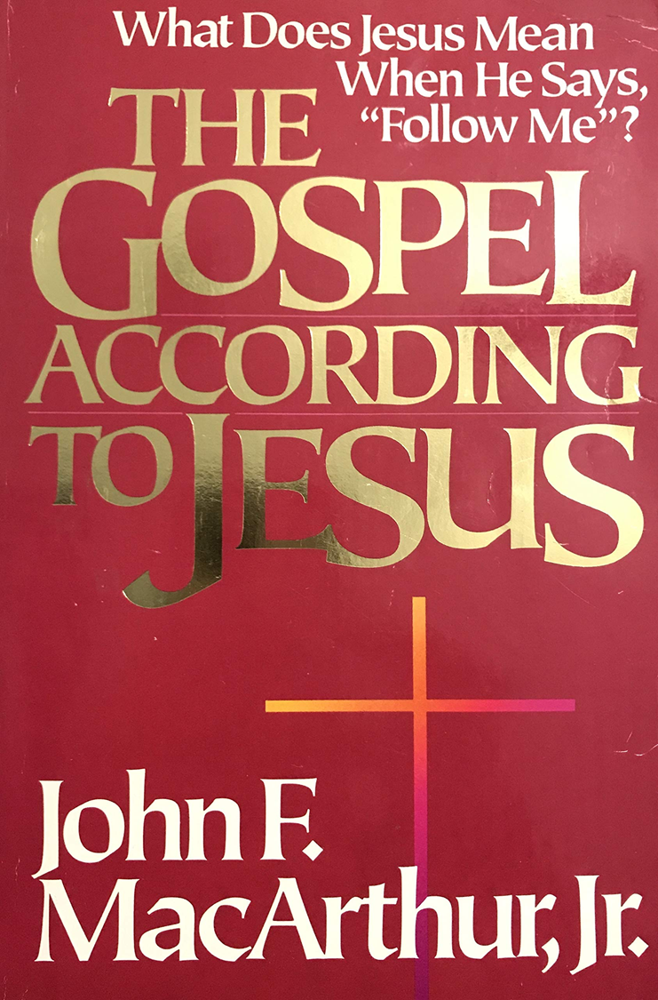 What Does Jesus Mean
When He Says,
“Follow Me”?
THE
GOSPEL
ACCORDING
TO JESUS
John F.
MacArthur, Jr.